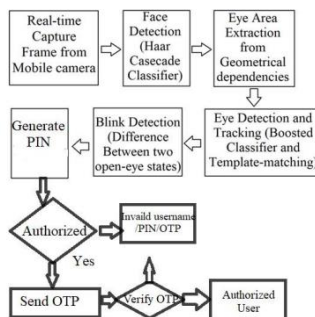 Real-time
Capture
Frame from
Mobile camera
Face
Detection
(Haar
Casecade Classifier)
Eye Area
Extraction
from
Geometrical
dependencies
Generate
PIN
Blink Detection
(Difference
Between two
open-eye states)
Eye Detection and
Tracking (Boosted
Classifier and
Template-matching)
Authorized
Invaild username
/PIN/OTP
Yes
Send OTP
Verify OTP
Authorized
User